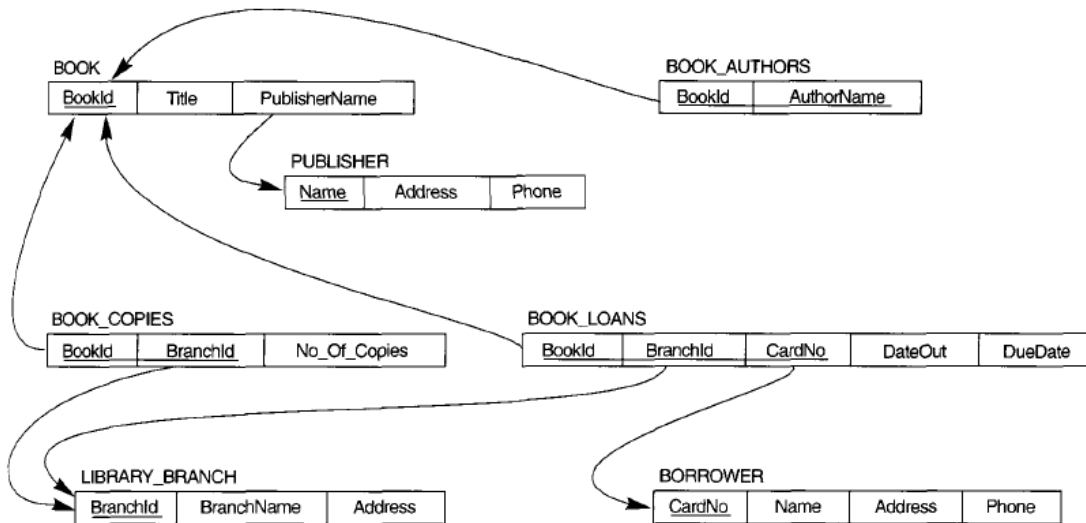 BOOK
BookId Title PublisherName
BOOK_AUTHORS
BookId AuthorName
PUBLISHER
Name Address Phone
BOOK_COPIES
BookId BranchId No_Of_Copies
BOOK_LOANS
BookId BranchId CardNo DateOut DueDate
LIBRARY_BRANCH
BranchId BranchName Address
BORROWER
CardNo Name Address Phone